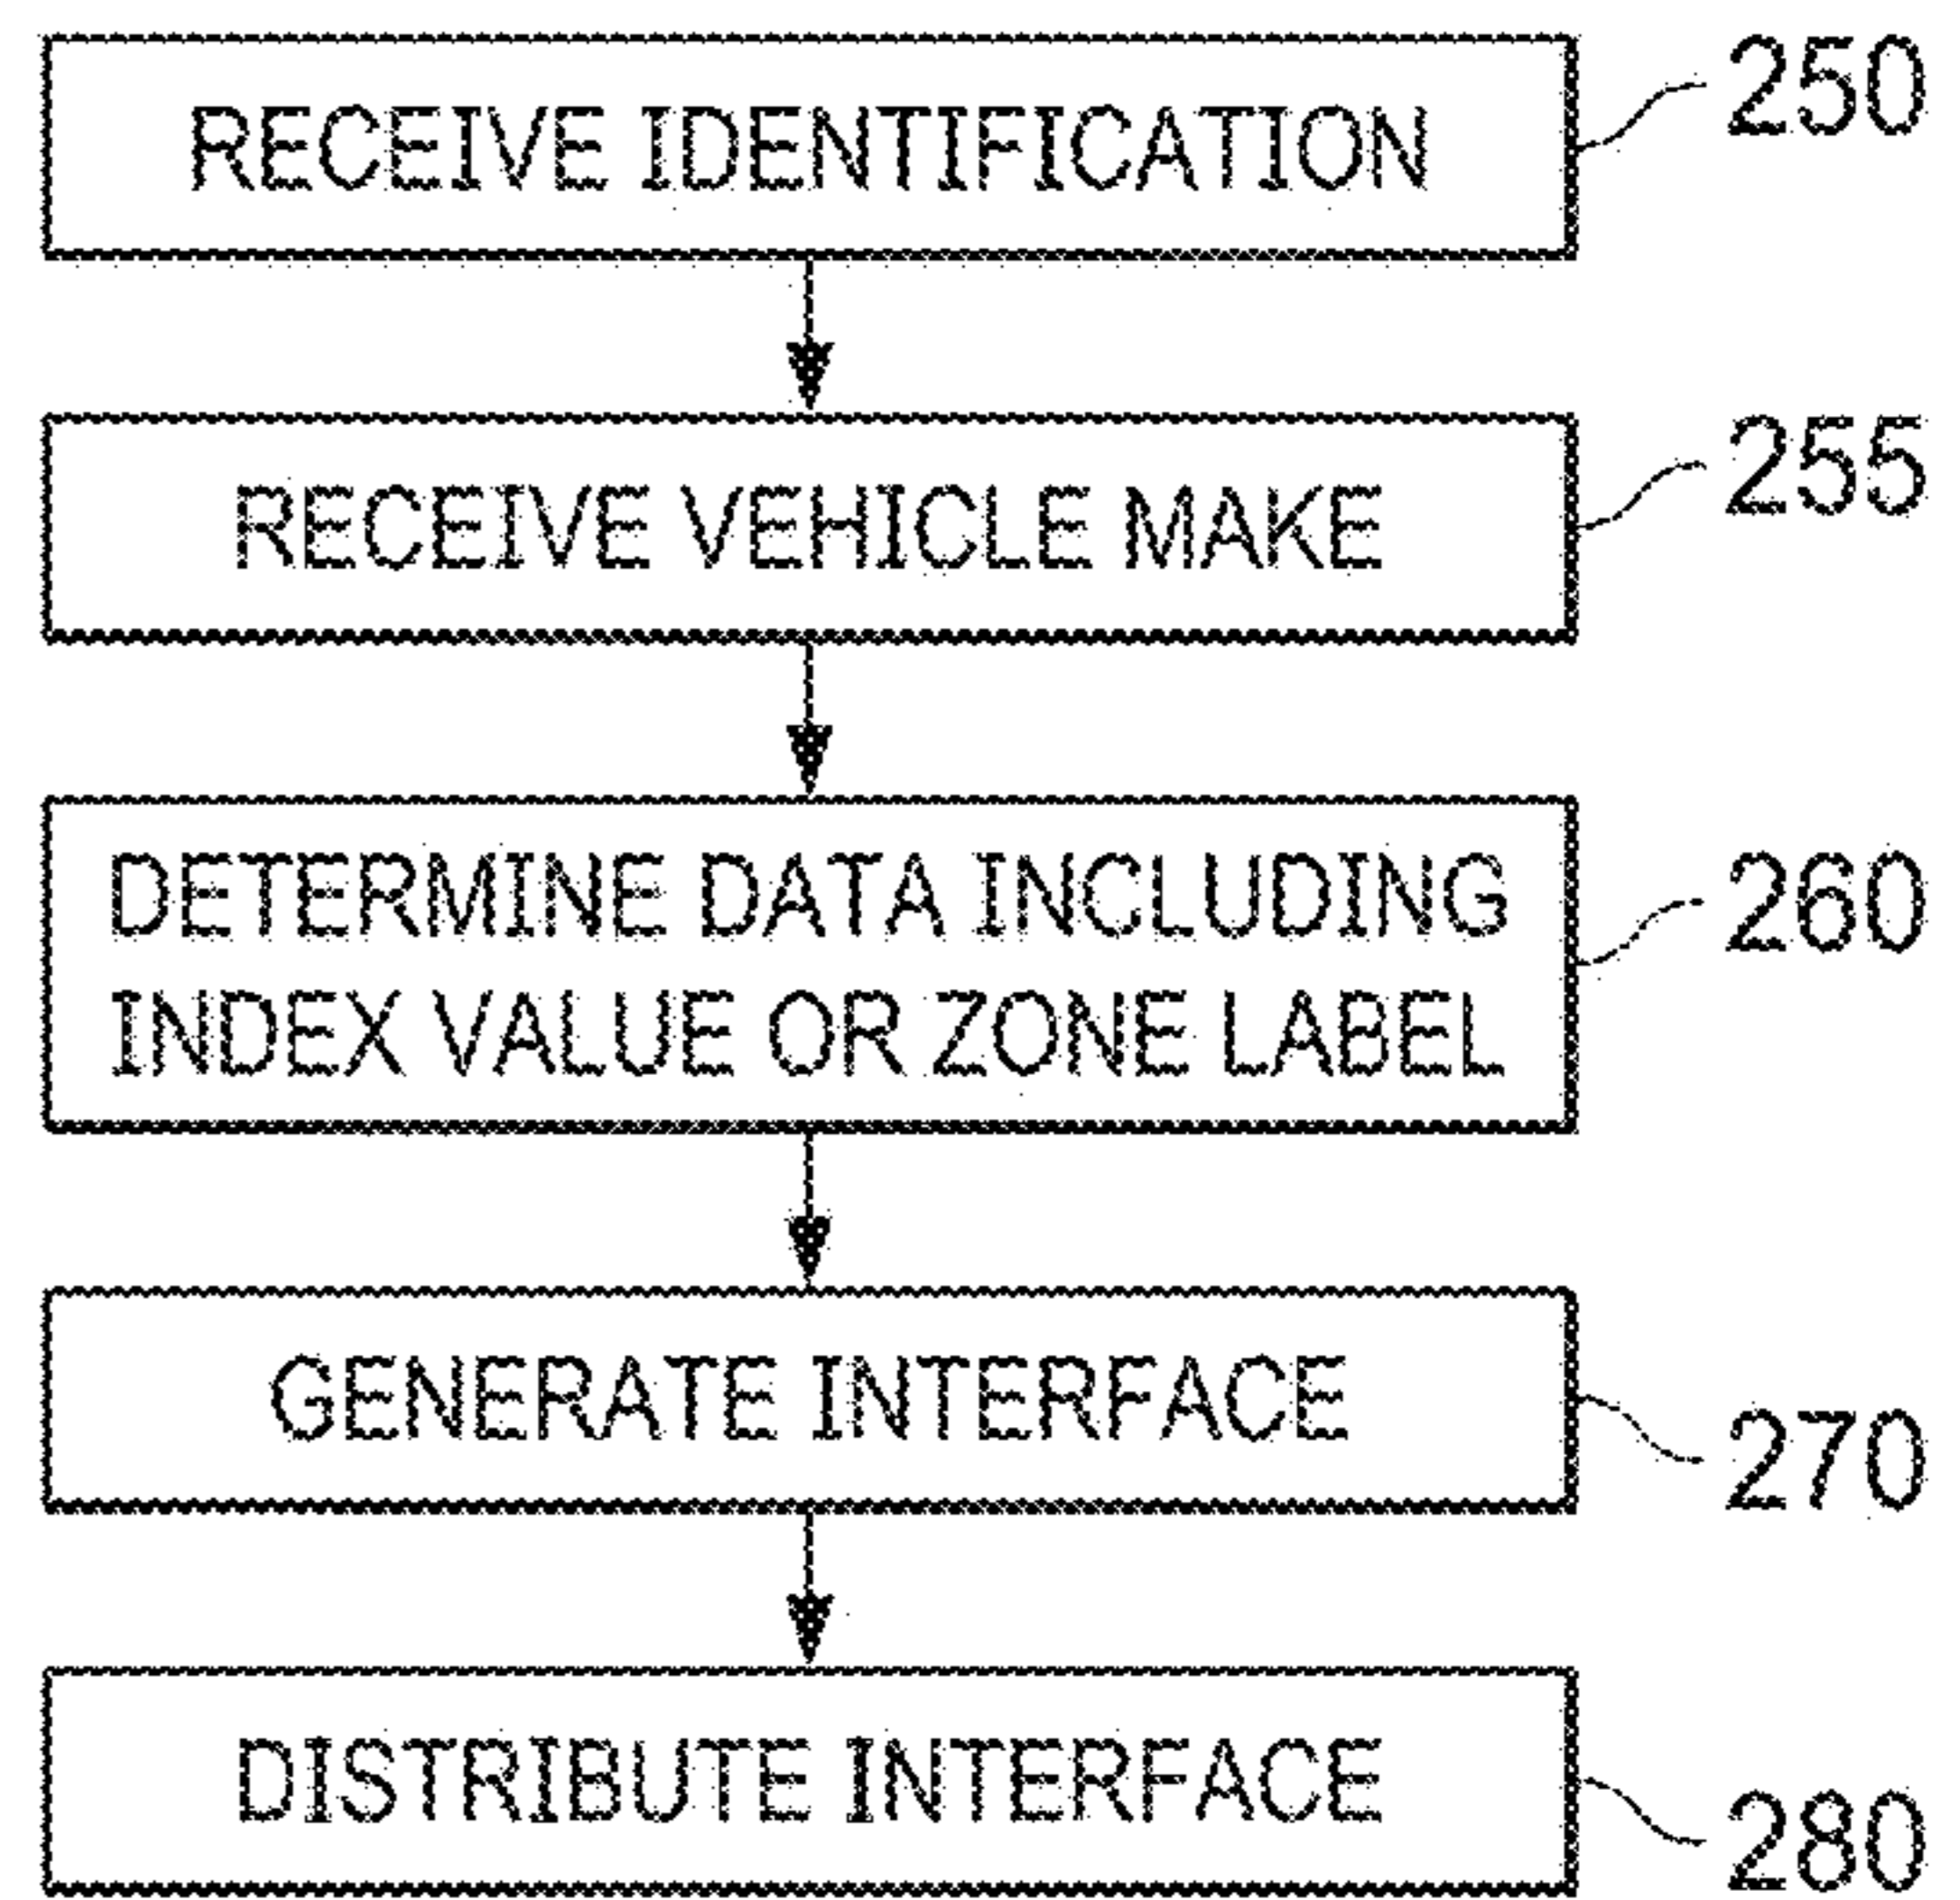 RECEIVE IDENTIFICATION
250
RECEIVE VEHICLE MAKE
255
DETERMINE DATA INCLUDING
INDEX VALUE OR ZONE LABEL
260
GENERATE INTERFACE
270
DISTRIBUTE INTERFACE
280